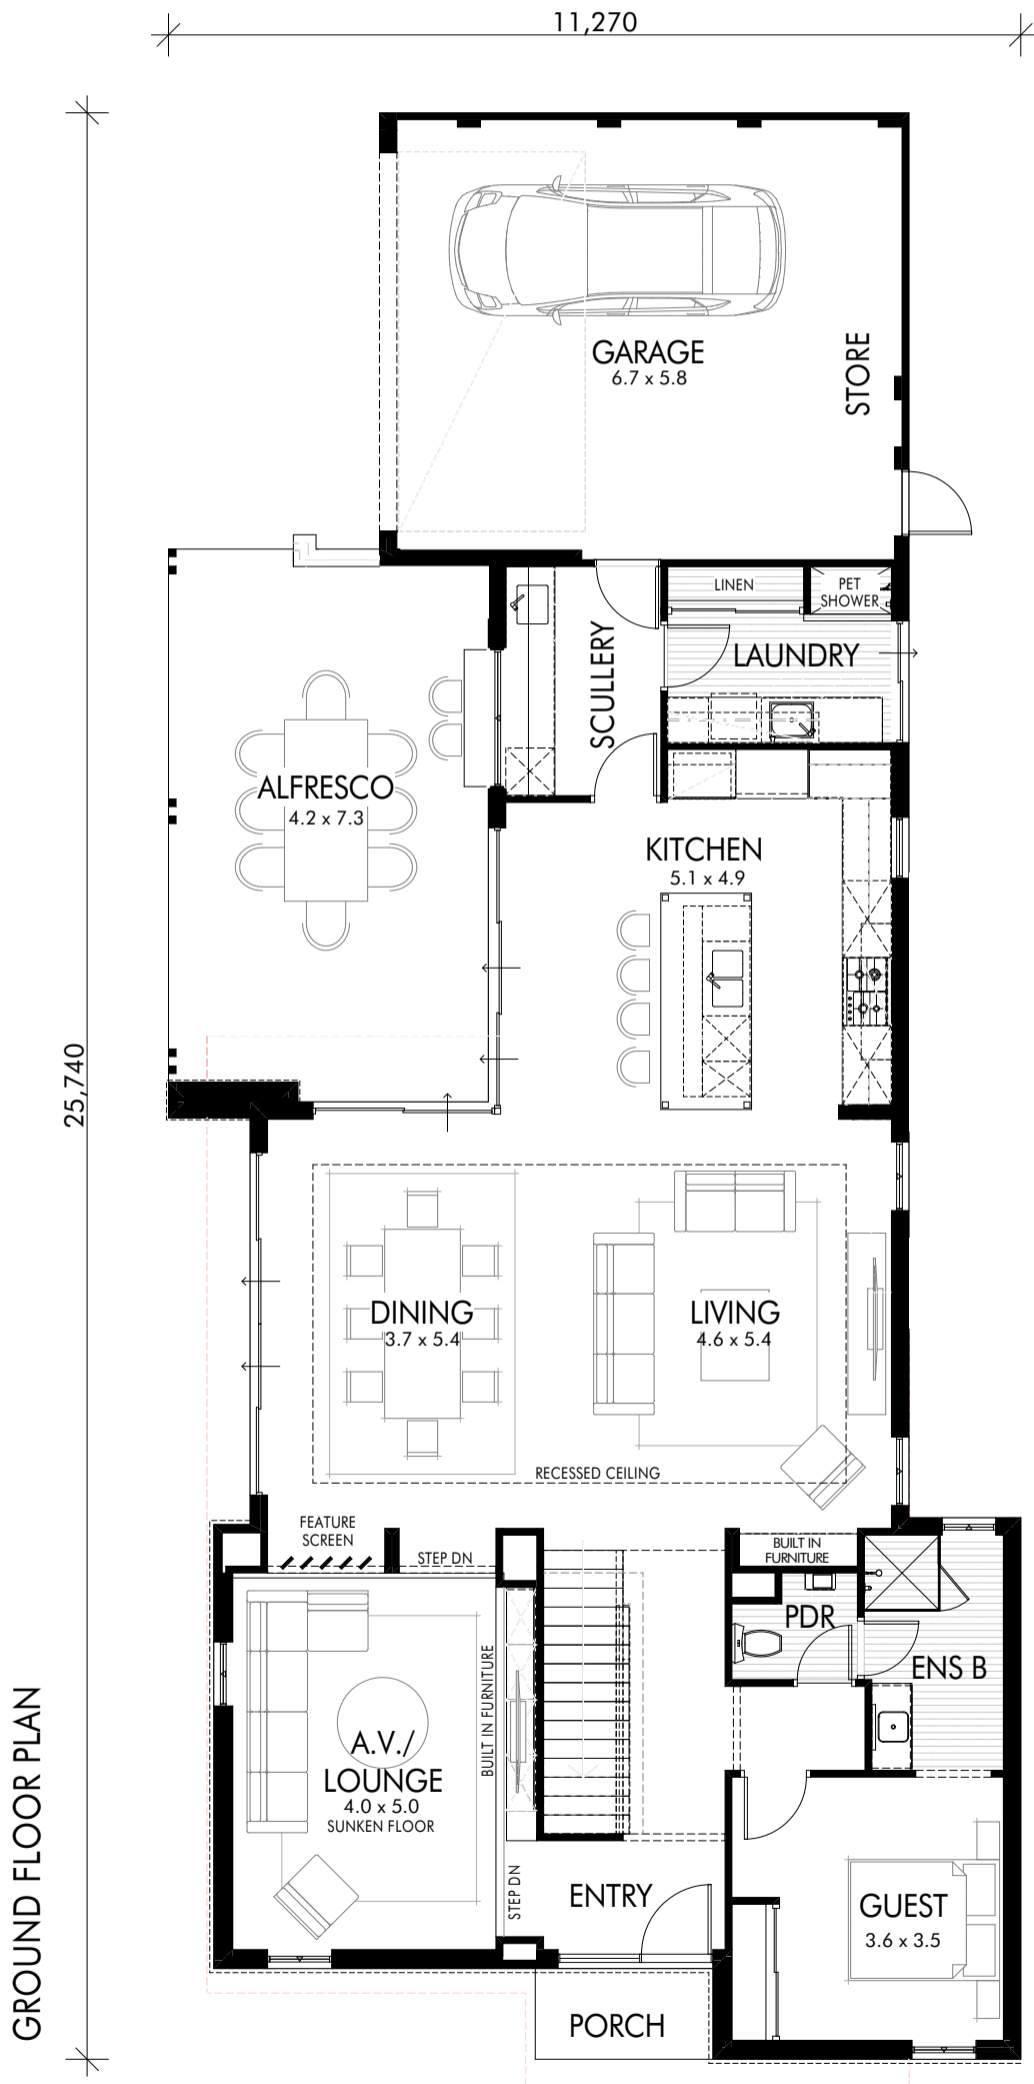 11,270
25,740
GROUND FLOOR PLAN
GARAGE
6.7 x 5.8
STORE
LINEN
PET
SHOWER
LAUNDRY
SCULLERY
ALFRESCO
4.2 x 7.3
KITCHEN
5.1 x 4.9
DINING
3.7 x 5.4
LIVING
4.6 x 5.4
RECESSED CEILING
FEATURE
SCREEN
STEP DN
BUILT IN
FURNITURE
PDR
ENS B
BUILT IN FURNITURE
A.V./
LOUNGE
4.0 x 5.0
SUNKEN FLOOR
STEP DN
ENTRY
GUEST
3.6 x 3.5
PORCH